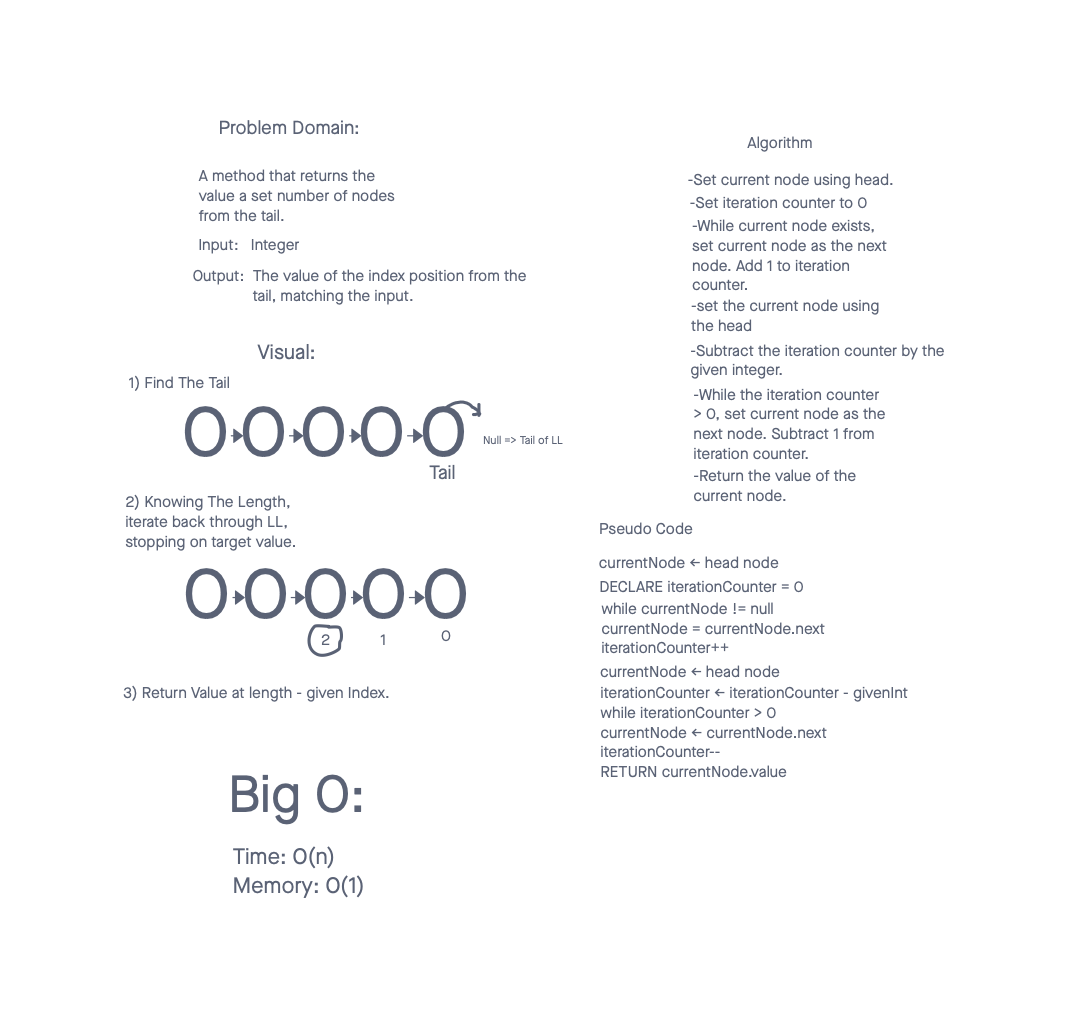 Problem Domain:
A method that returns the
value a set number of nodes
from the tail.
Input: Integer
Output: The value of the index position from the
tail, matching the input.
Visual:
1) Find The Tail
O O O O O
Null => Tail of LL
Tail
2) Knowing The Length,
iterate back through LL,
stopping on target value.
O O O O O
2 1 0
3) Return Value at length - given Index.
Big O:
Time: O(n)
Memory: O(1)
Algorithm
-Set current node using head.
-Set iteration counter to 0
-While current node exists,
set current node as the next
node. Add 1 to iteration
counter.
-set the current node using
the head
-Subtract the iteration counter by the
given integer.
-While the iteration counter
> 0, set current node as the
next node. Subtract 1 from
iteration counter.
-Return the value of the
current node.
Pseudo Code
currentNode ← head node
DECLARE iterationCounter = 0
while currentNode != null
currentNode = currentNode.next
iterationCounter++
currentNode ← head node
iterationCounter ← iterationCounter - givenInt
while iterationCounter > 0
currentNode ← currentNode.next
iterationCounter--
RETURN currentNode.value